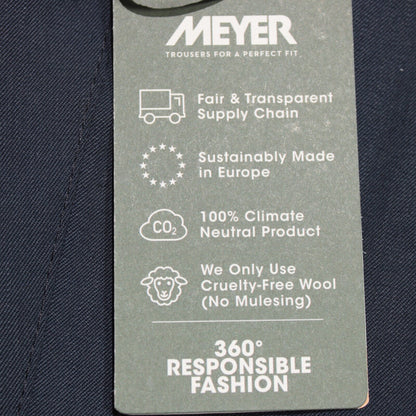 MEYER
TROUSERS FOR A PERFECT FIT
Fair & Transparent
Supply Chain
Sustainably Made
in Europe
CO2
100% Climate
Neutral Product
We Only Use
Cruelty-Free Wool
(No Mulesing)
360°
RESPONSIBLE
FASHION